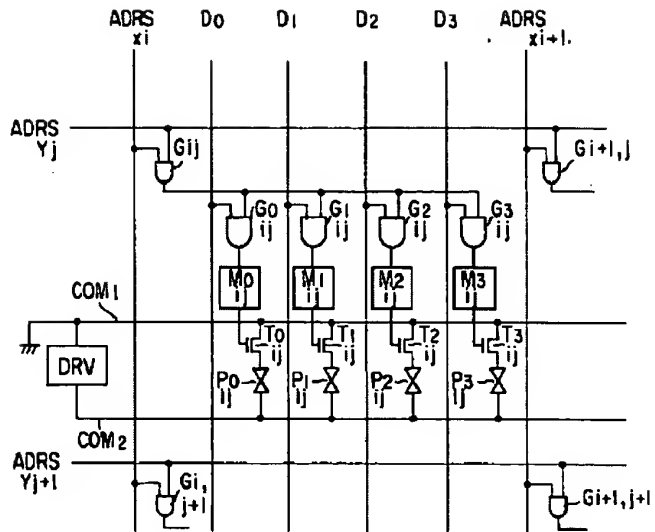 ADRS xi
D0 D1 D2 D3
ADRS xi+1
ADRS Yj
Gij
Gi+1,j
G0 ij
G1 ij
G2 ij
G3 ij
M0 ij
M1 ij
M2 ij
M3 ij
COM1
T0 ij
T1 ij
T2 ij
T3 ij
DRV
P0 ij
P1 ij
P2 ij
P3 ij
COM2
ADRS Yj+1
Gi, j+1
Gi+1,j+1